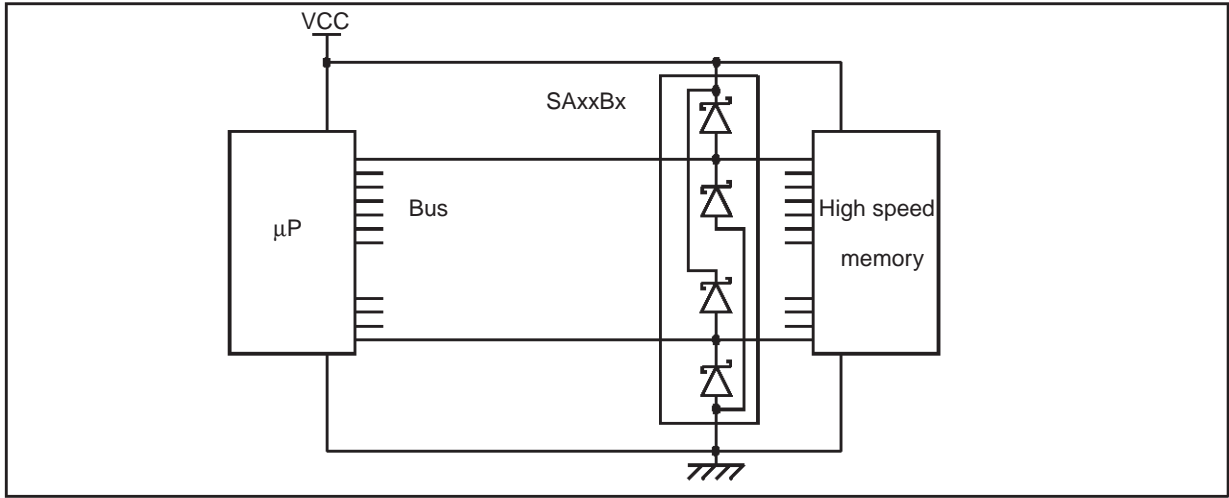 VCC
SAxxBx
µP
Bus
High speed
memory